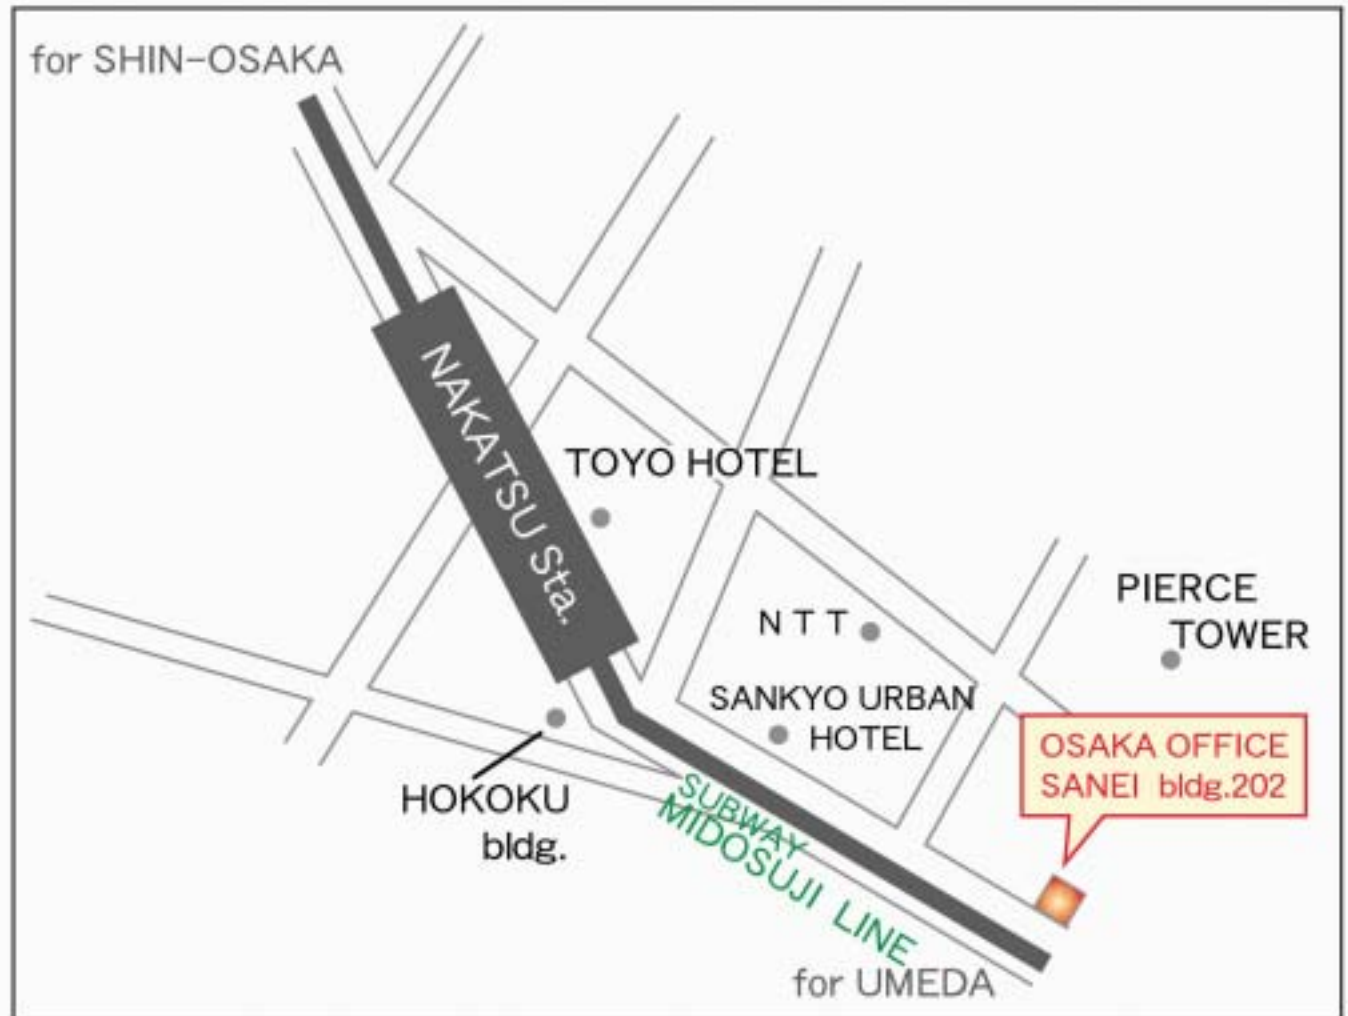 for SHIN-OSAKA
NAKATSU Sta.
TOYO HOTEL
PIERCE
TOWER
N T T
SANKYO URBAN
HOTEL
OSAKA OFFICE
SANEI bldg.202
HOKOKU
bldg.
SUBWAY
MIDOSUJI LINE
for UMEDA